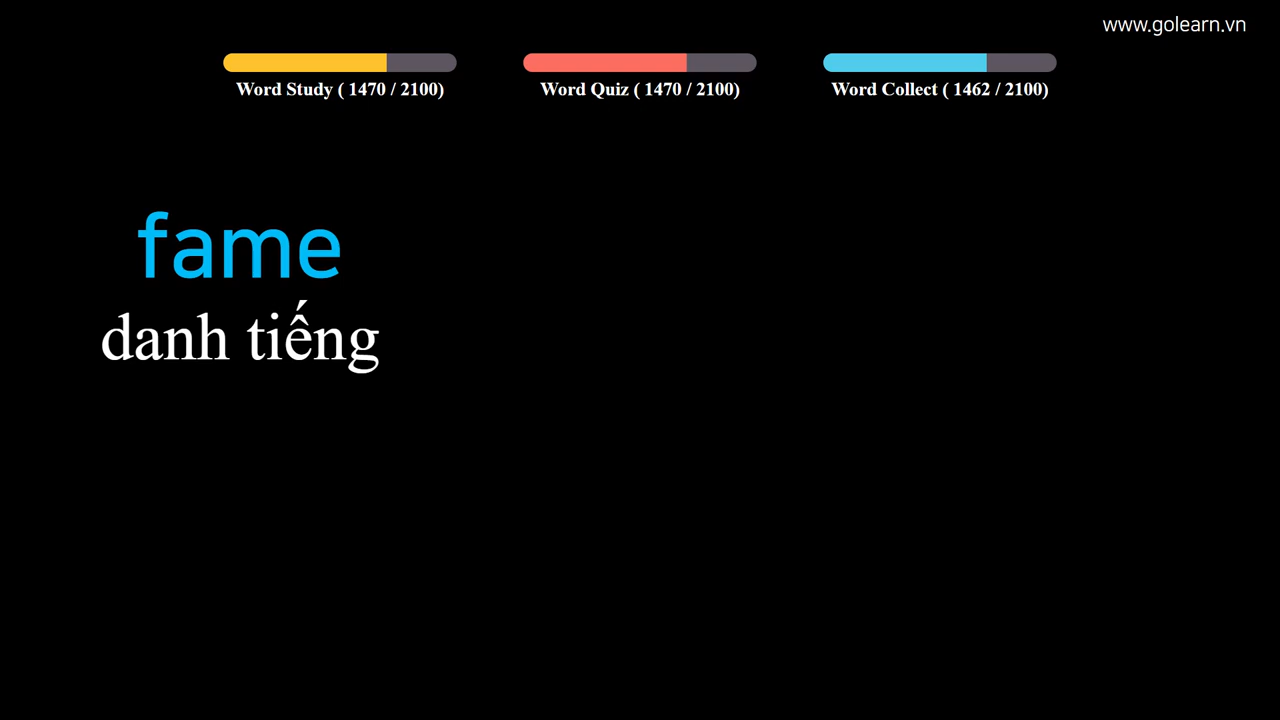 www.golearn.vn
Word Study ( 1470 / 2100)
Word Quiz ( 1470 / 2100)
Word Collect ( 1462 / 2100)
fame
danh tiếng